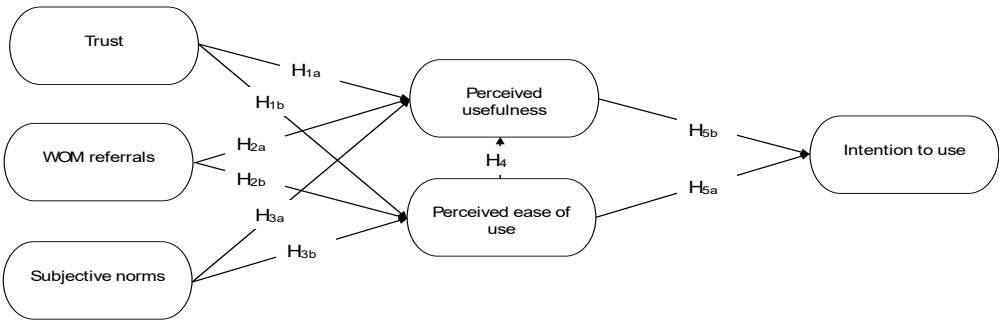 Trust
H1a
H1b
Perceived
usefulness
H5b
WOM referrals
H2a
H2b
H4
Intention to use
H3a
H3b
Perceived ease of
use
H5a
Subjective norms